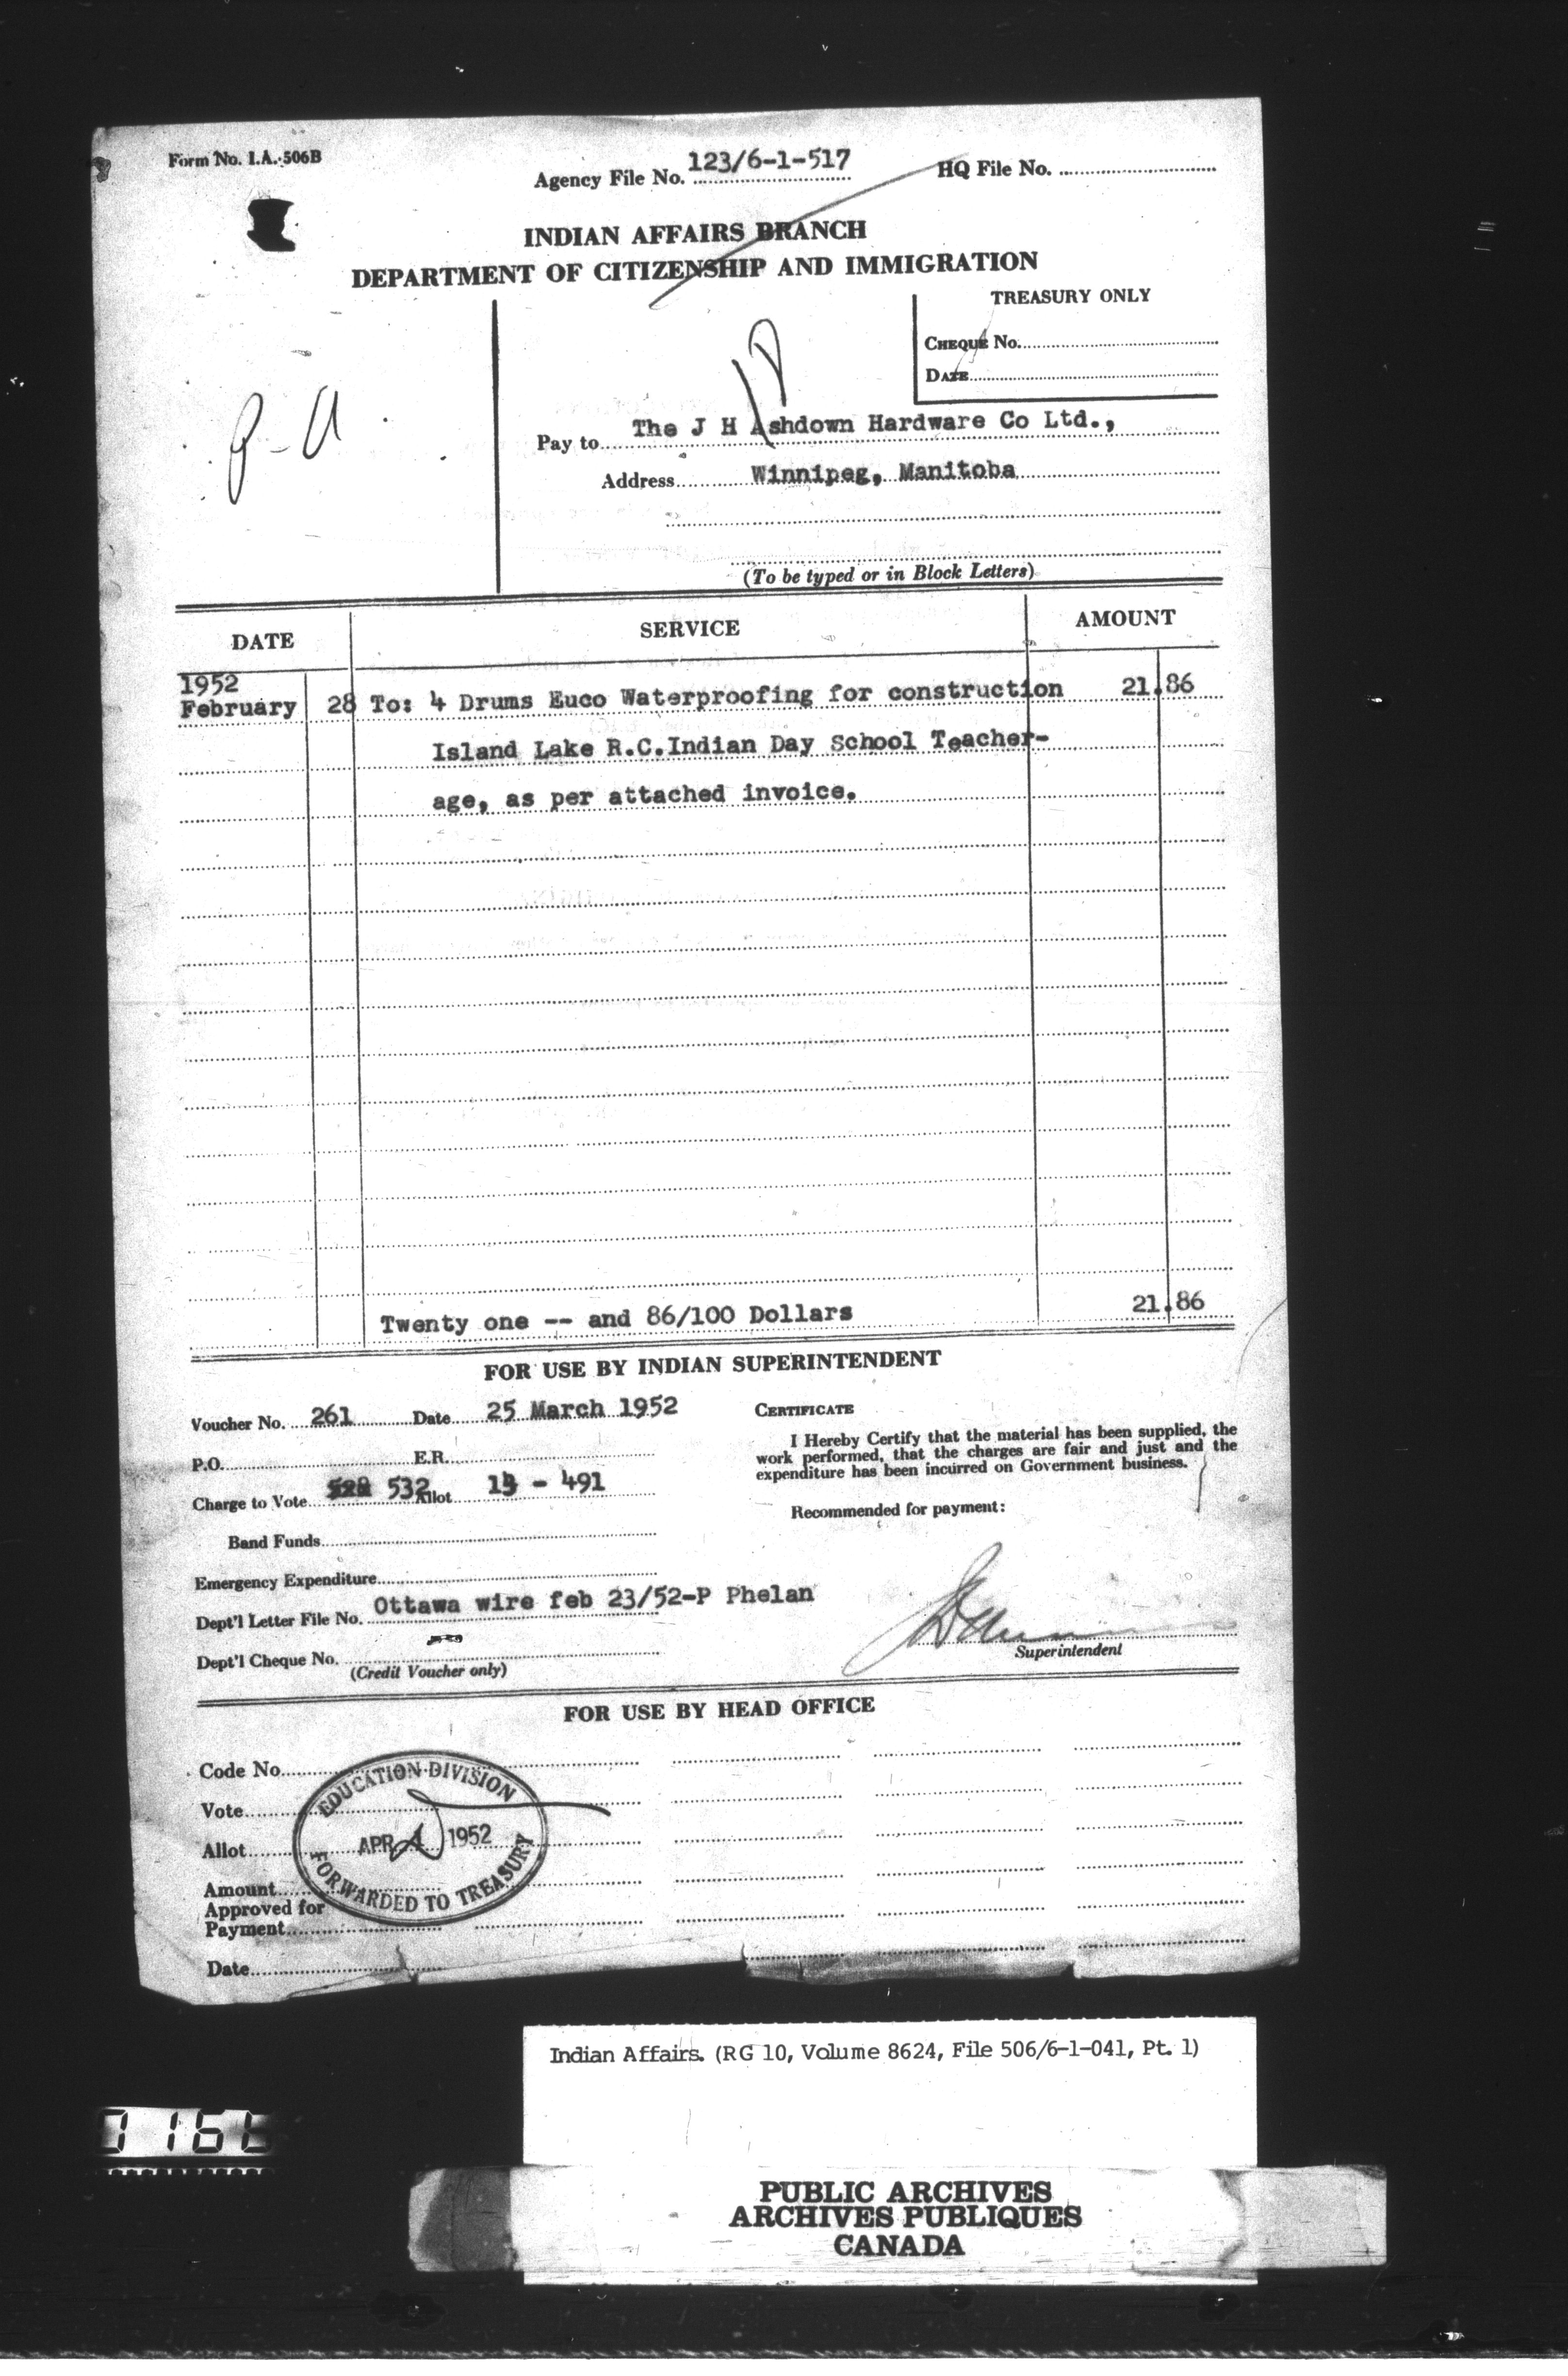 Form No. I.A. 506B
Agency File No. 123/6-1-517
HQ File No.
INDIAN AFFAIRS BRANCH
DEPARTMENT OF CITIZENSHIP AND IMMIGRATION
TREASURY ONLY
CHEQUE No.
DATE
Pay to The J H Ashdown Hardware Co Ltd.,
Address Winnipeg, Manitoba
(To be typed or in Block Letters)
DATE SERVICE AMOUNT
1952
February 28 To: 4 Drums Euco Waterproofing for construction 21.86
Island Lake R.C.Indian Day School Teacher-
age, as per attached invoice.
Twenty one -- and 86/100 Dollars 21.86
FOR USE BY INDIAN SUPERINTENDENT
Voucher No. 261 Date 25 March 1952
P.O. E.R.
Charge to Vote 532 Allot 13 - 491
Band Funds
Emergency Expenditure
Dept'l Letter File No. Ottawa wire feb 23/52-P Phelan
Dept'l Cheque No.
(Credit Voucher only)
CERTIFICATE
I Hereby Certify that the material has been supplied, the
work performed, that the charges are fair and just and the
expenditure has been incurred on Government business.
Recommended for payment:
Superintendent
FOR USE BY HEAD OFFICE
Code No.
Vote
Allot
Amount
Approved for
Payment
Date
EDUCATION DIVISION
APR 1952
FORWARDED TO TREASURY
Indian Affairs. (RG 10, Volume 8624, File 506/6-1-041, Pt. 1)
PUBLIC ARCHIVES
ARCHIVES PUBLIQUES
CANADA